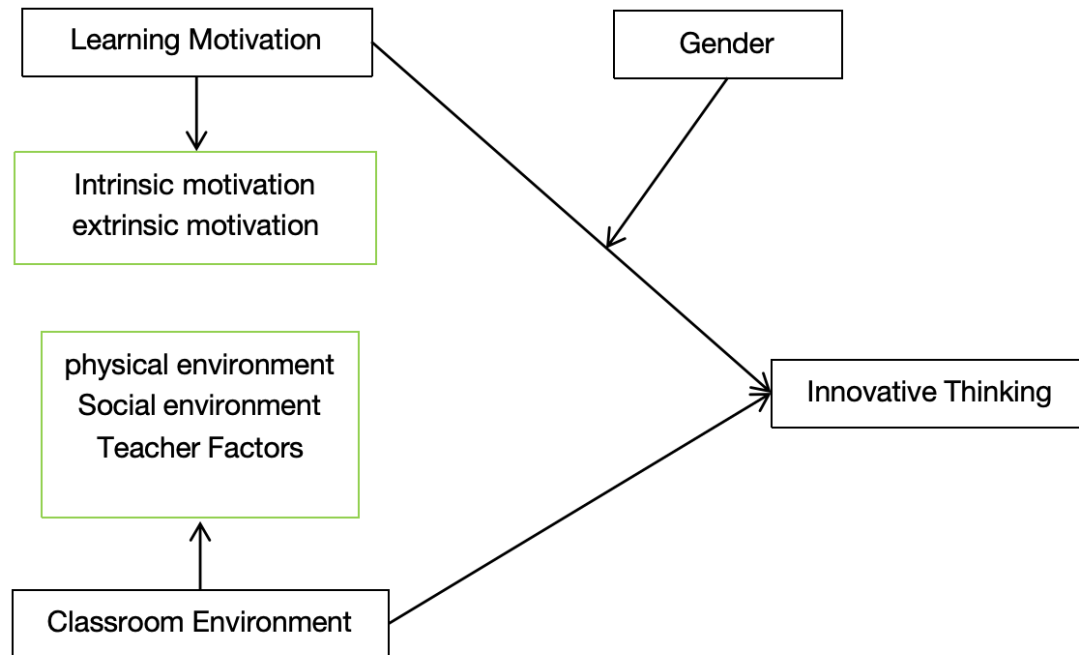 Learning Motivation
Gender
Intrinsic motivation
extrinsic motivation
physical environment
Social environment
Teacher Factors
Innovative Thinking
Classroom Environment